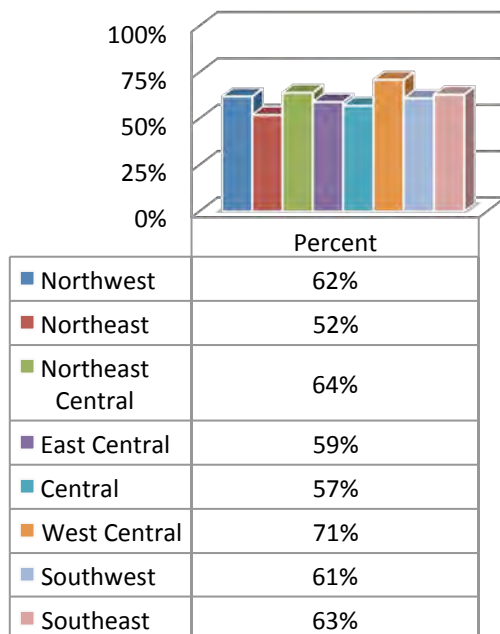 100%
75%
50%
25%
0%
Percent
Northwest 62%
Northeast 52%
Northeast
Central 64%
East Central 59%
Central 57%
West Central 71%
Southwest 61%
Southeast 63%